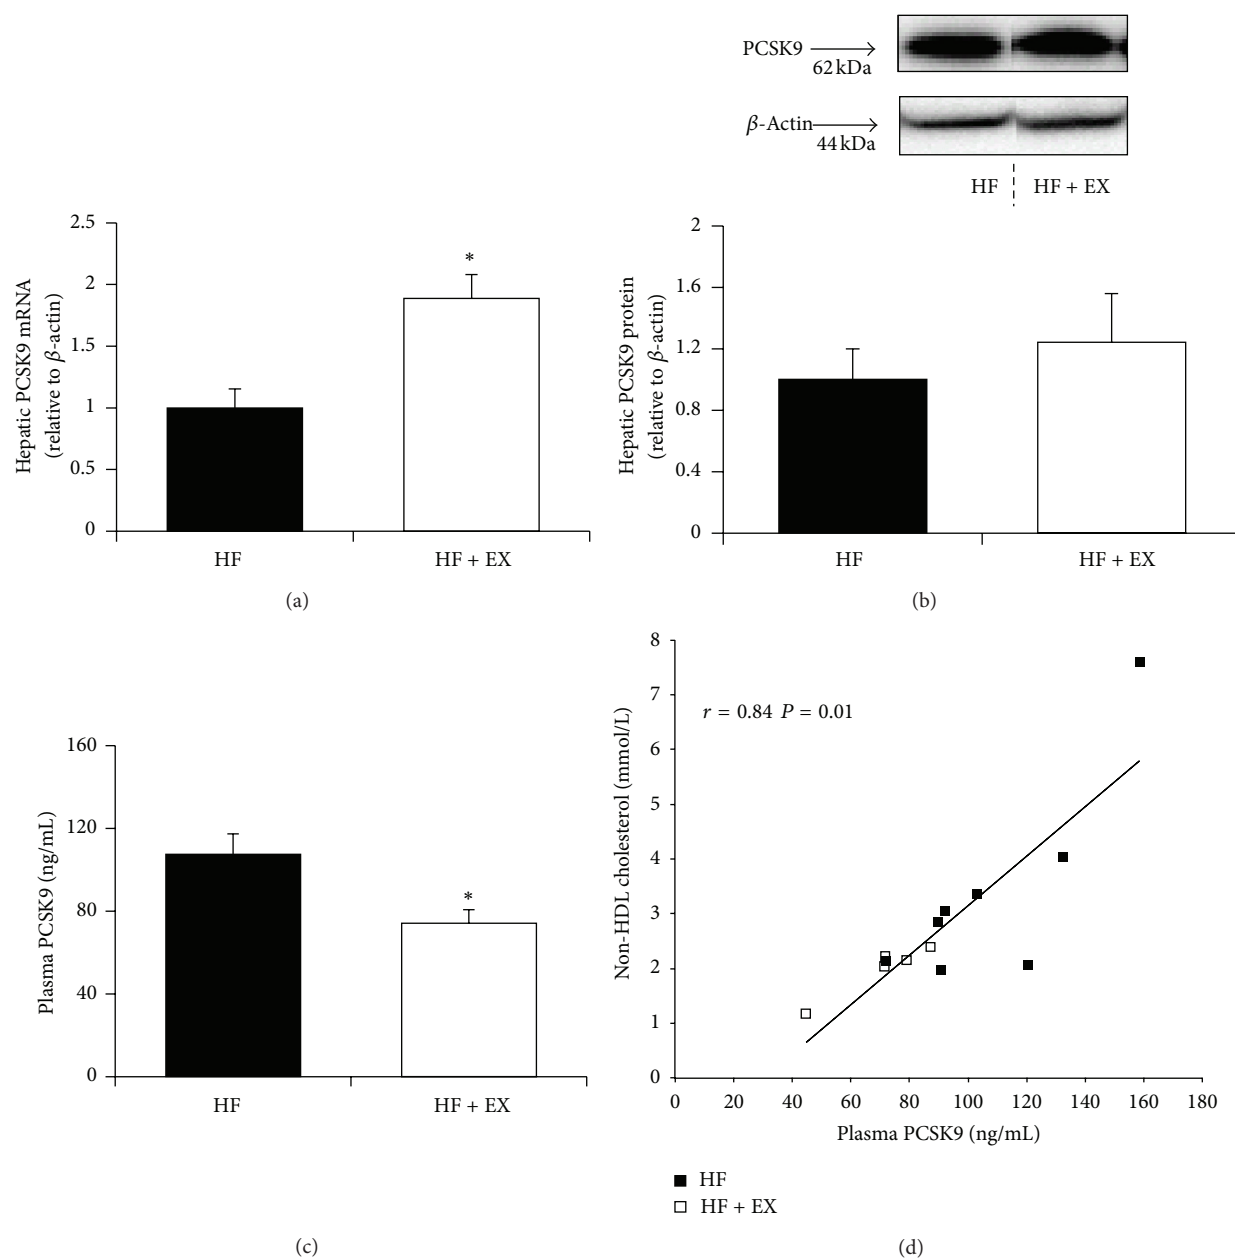 PCSK9
62 kDa
β-Actin
44 kDa
HF
HF + EX
2.5
2
1.5
1
0.5
0
Hepatic PCSK9 mRNA
(relative to β-actin)
*
HF
HF + EX
(a)
2
1.6
1.2
0.8
0.4
0
Hepatic PCSK9 protein
(relative to β-actin)
HF
HF + EX
(b)
160
120
80
40
0
Plasma PCSK9 (ng/mL)
*
HF
HF + EX
(c)
8
7
6
5
4
3
2
1
0
Non-HDL cholesterol (mmol/L)
r = 0.84 P = 0.01
0 20 40 60 80 100 120 140 160 180
Plasma PCSK9 (ng/mL)
HF
HF + EX
(d)